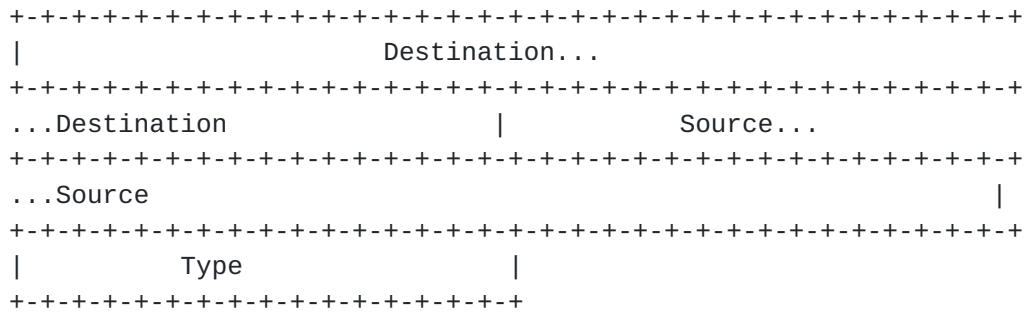 +-+-+-+-+-+-+-+-+-+-+-+-+-+-+-+-+-+-+-+-+-+-+-+-+-+-+-+-+-+-+-+-+
|                       Destination...
+-+-+-+-+-+-+-+-+-+-+-+-+-+-+-+-+-+-+-+-+-+-+-+-+-+-+-+-+-+-+-+-+
...Destination                 |           Source...
+-+-+-+-+-+-+-+-+-+-+-+-+-+-+-+-+-+-+-+-+-+-+-+-+-+-+-+-+-+-+-+-+
...Source                                                      |
+-+-+-+-+-+-+-+-+-+-+-+-+-+-+-+-+-+-+-+-+-+-+-+-+-+-+-+-+-+-+-+-+
|          Type                 |
+-+-+-+-+-+-+-+-+-+-+-+-+-+-+-+-+